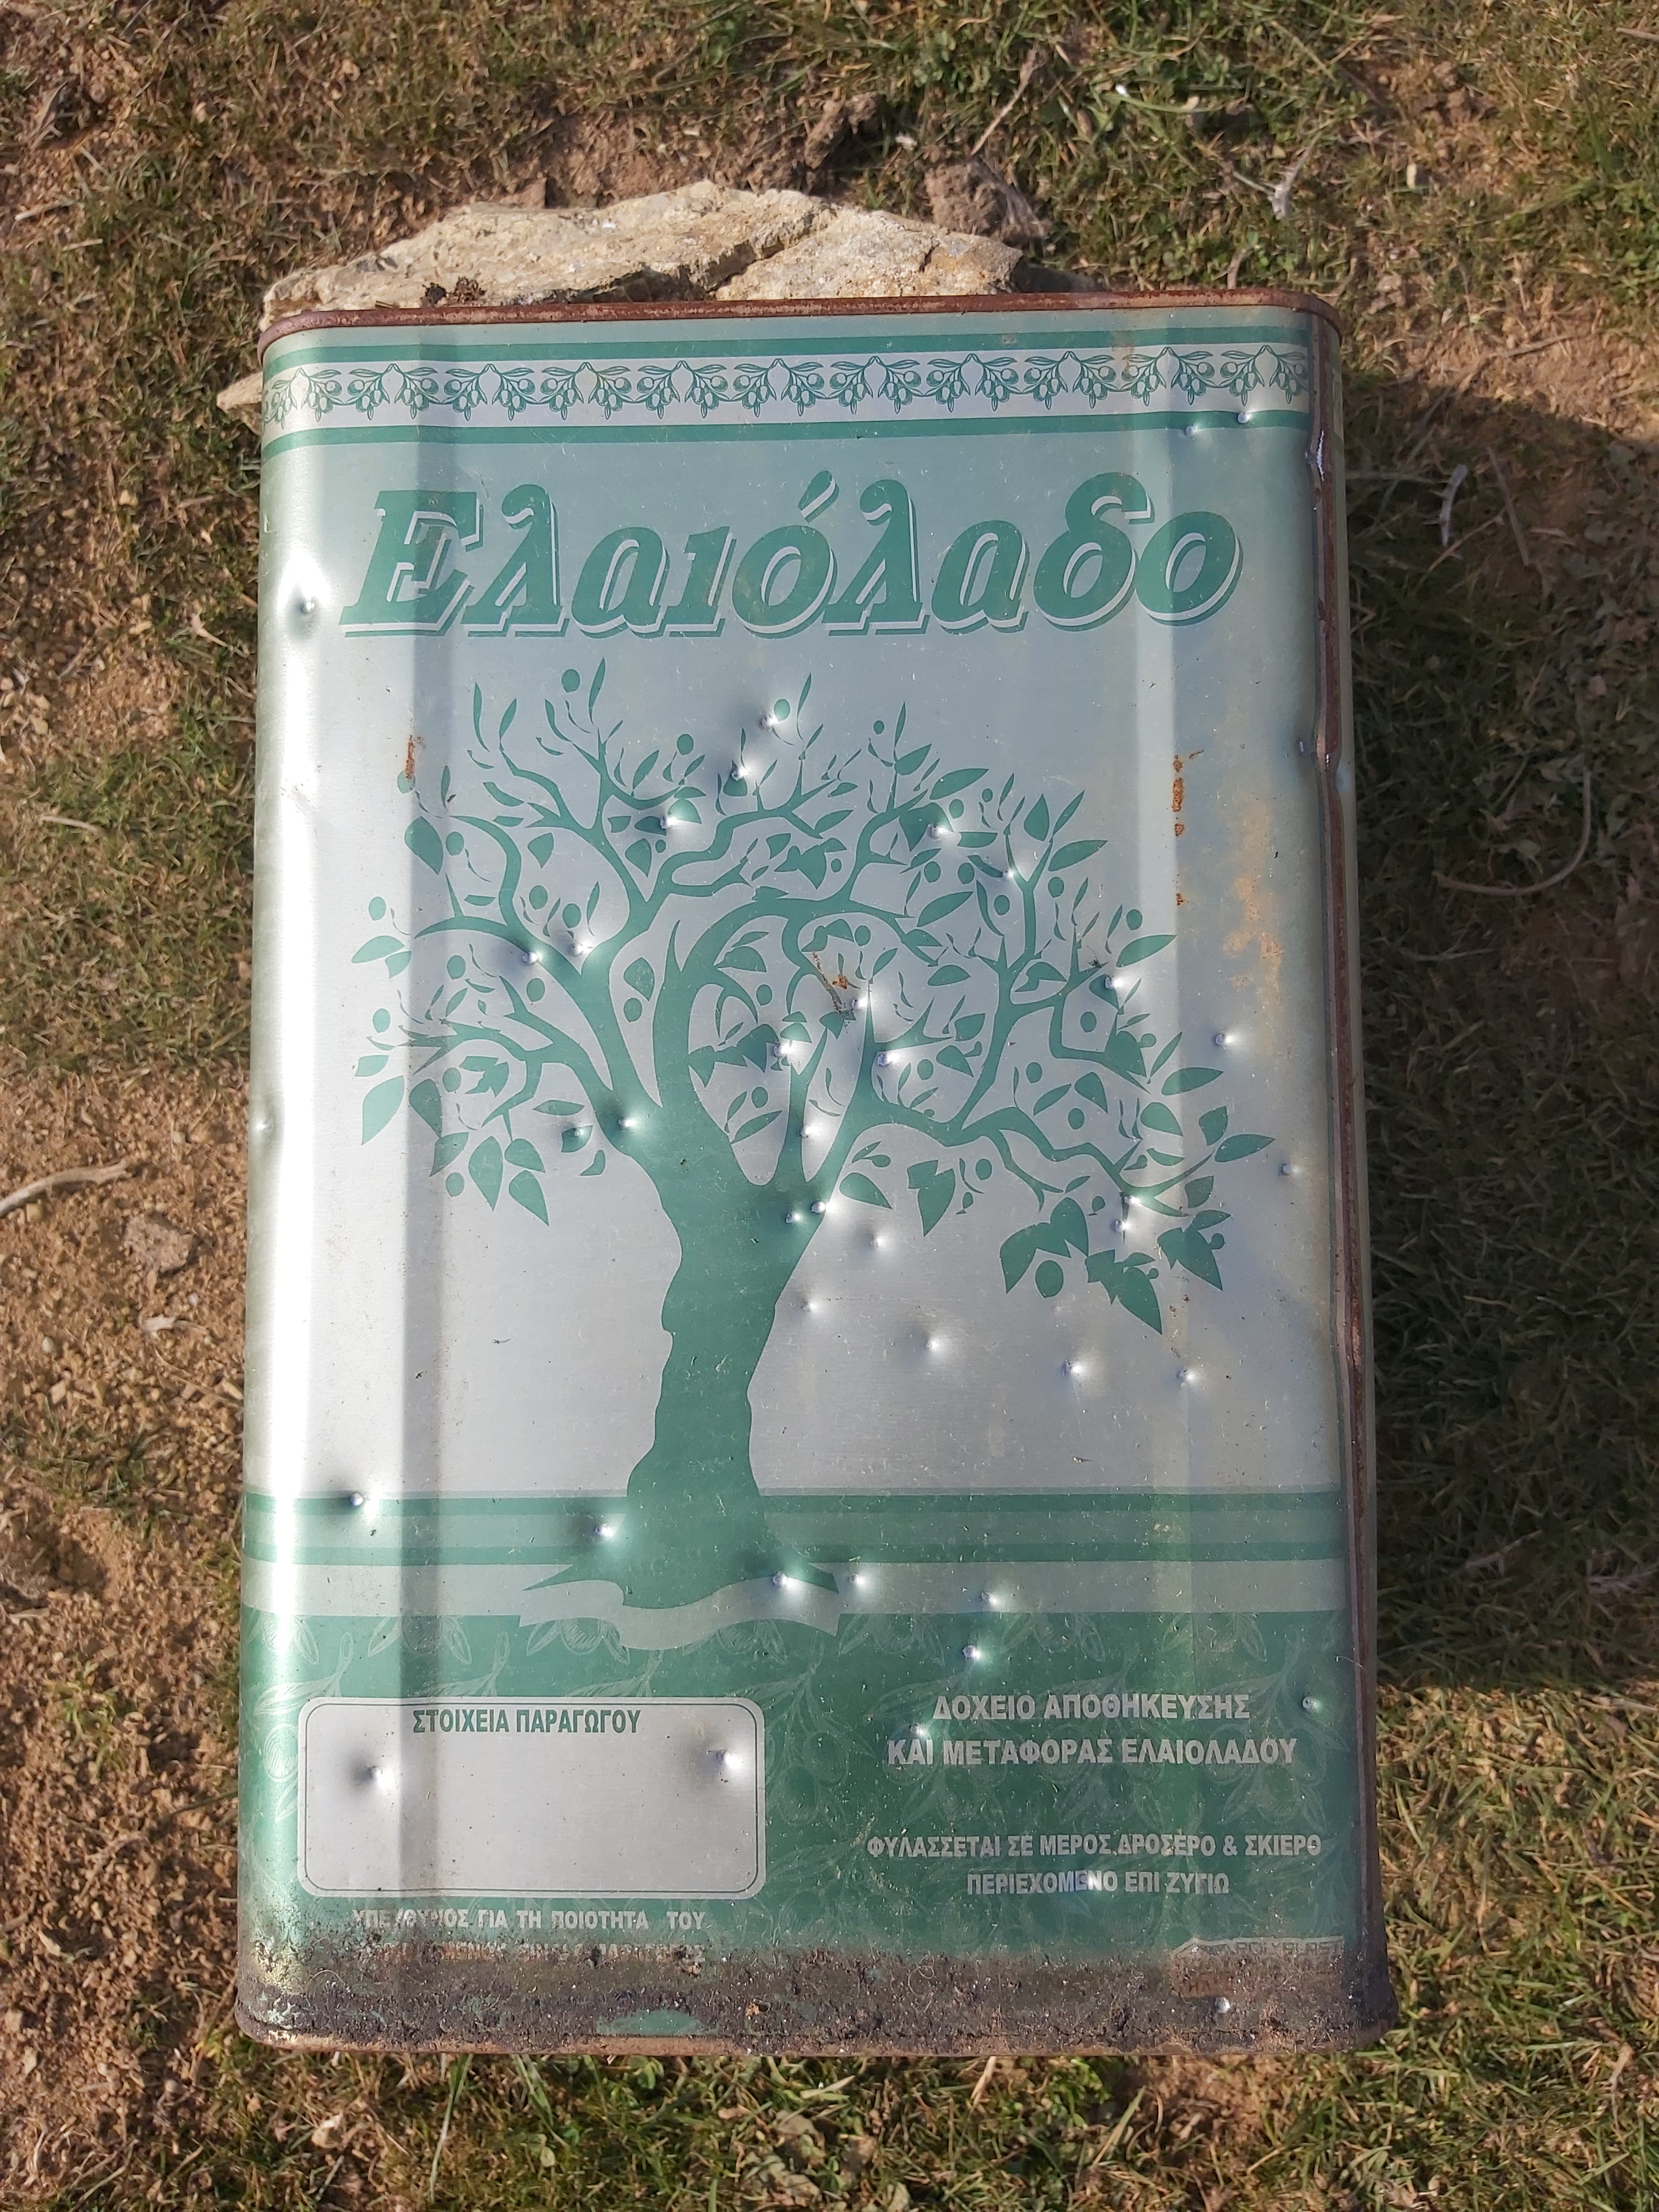 Ελαιόλαδο
ΣΤΟΙΧΕΙΑ ΠΑΡΑΓΩΓΟΥ
ΔΟΧΕΙΟ ΑΠΟΘΗΚΕΥΣΗΣ
ΚΑΙ ΜΕΤΑΦΟΡΑΣ ΕΛΑΙΟΛΑΔΟΥ
ΦΥΛΑΣΣΕΤΑΙ ΣΕ ΜΕΡΟΣ ΔΡΟΣΕΡΟ & ΣΚΙΕΡΟ
ΠΕΡΙΕΧΟΜΕΝΟ ΕΠΙ ΖΥΓΙΩ
ΥΠΕΥΘΥΝΟΣ ΓΙΑ ΤΗ ΠΟΙΟΤΗΤΑ ΤΟΥ